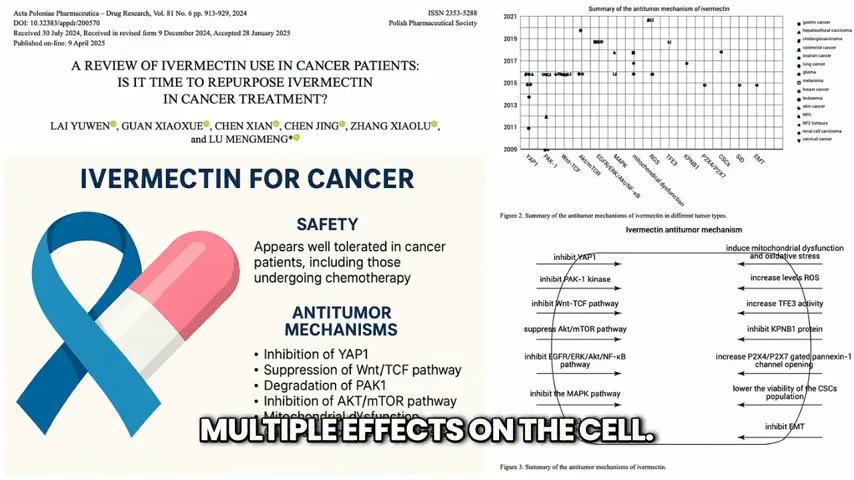 Acta Poloniae Pharmaceutica – Drug Research, Vol. 81 No. 6 pp. 913-929, 2024
ISSN 2353-5288
DOI: 10.32383/appdr/200570
Polish Pharmaceutical Society
Received 30 July 2024, Received in revised form 9 December 2024, Accepted 28 January 2025
Published on-line: 9 April 2025
A REVIEW OF IVERMECTIN USE IN CANCER PATIENTS:
IS IT TIME TO REPURPOSE IVERMECTIN
IN CANCER TREATMENT?
LAI YUWEN, GUAN XIAOXUE, CHEN XIAN, CHEN JING, ZHANG XIAOLU,
and LU MENGMENG*
IVERMECTIN FOR CANCER
SAFETY
Appears well tolerated in cancer
patients, including those
undergoing chemotherapy
ANTITUMOR
MECHANISMS
• Inhibition of YAP1
• Suppression of Wnt/TCF pathway
• Degradation of PAK1
• Inhibition of AKT/mTOR pathway
• Mitochondrial dysfunction
Summary of the antitumor mechanism of ivermectin
2021
2019
2017
2015
2013
2011
2009
YAP1
PAK-1
Wnt-TCF
Akt/mTOR
EGFR/ERK/Akt/NF-κB
MAPK
mitochondrial dysfunction
ROS
TFE3
KPNB1
P2X4/P2X7
CSCs
SID
EMT
gastric cancer
hepatocellular carcinoma
cholangiocarcinoma
colorectal cancer
ovarian cancer
lung cancer
glioma
melanoma
breast cancer
leukaemia
skin cancer
NPC
NF2 tumours
renal cell carcinoma
cervical cancer
Figure 2. Summary of the antitumor mechanisms of ivermectin in different tumor types.
Ivermectin antitumor mechanism
inhibit YAP1
inhibit PAK-1 kinase
inhibit Wnt-TCF pathway
suppress Akt/mTOR pathway
inhibit EGFR/ERK/Akt/NF-κB
pathway
inhibit the MAPK pathway
induce mitochondrial dysfunction
and oxidative stress
increase levels ROS
increase TFE3 activity
inhibit KPNB1 protein
increase P2X4/P2X7 gated pannexin-1
channel opening
lower the viability of the CSCs
population
inhibit EMT
Figure 3. Summary of the antitumor mechanisms of ivermectin.
MULTIPLE EFFECTS ON THE CELL.